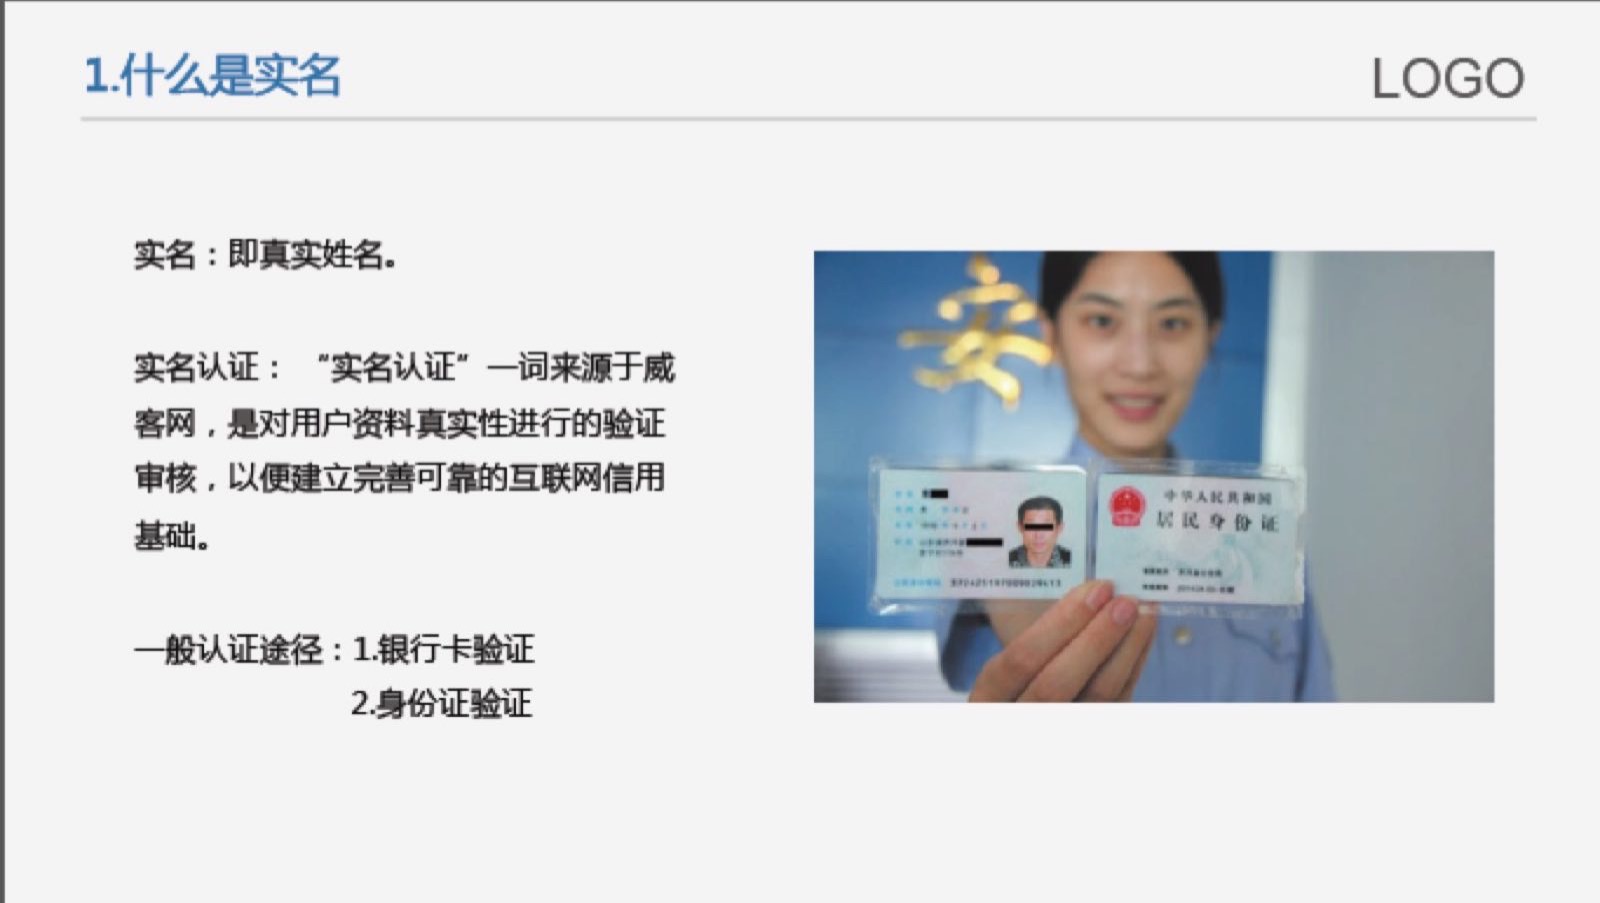 1.什么是实名
LOGO
实名：即真实姓名。
实名认证： “实名认证”一词来源于威
客网，是对用户资料真实性进行的验证
审核，以便建立完善可靠的互联网信用
基础。
一般认证途径：1.银行卡验证
2.身份证验证
中华人民共和国
居民身份证